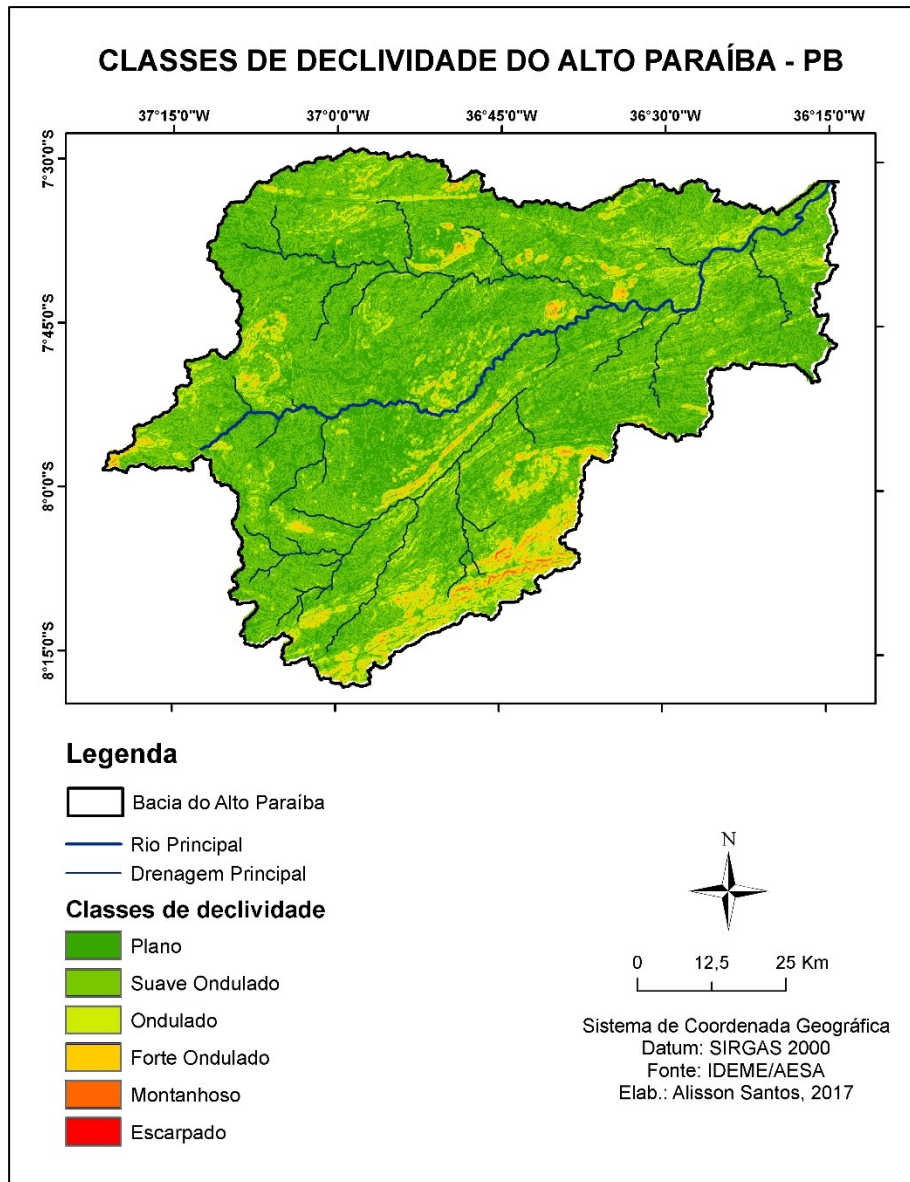 CLASSES DE DECLIVIDADE DO ALTO PARAÍBA - PB
37°15'0"W
37°0'0"W
36°45'0"W
36°30'0"W
36°15'0"W
7°30'0"S
7°45'0"S
8°0'0"S
8°15'0"S
Legenda
Bacia do Alto Paraíba
Rio Principal
Drenagem Principal
Classes de declividade
Plano
Suave Ondulado
Ondulado
Forte Ondulado
Montanhoso
Escarpado
N
0 12,5 25 Km
Sistema de Coordenada Geográfica
Datum: SIRGAS 2000
Fonte: IDEME/AESA
Elab.: Alisson Santos, 2017